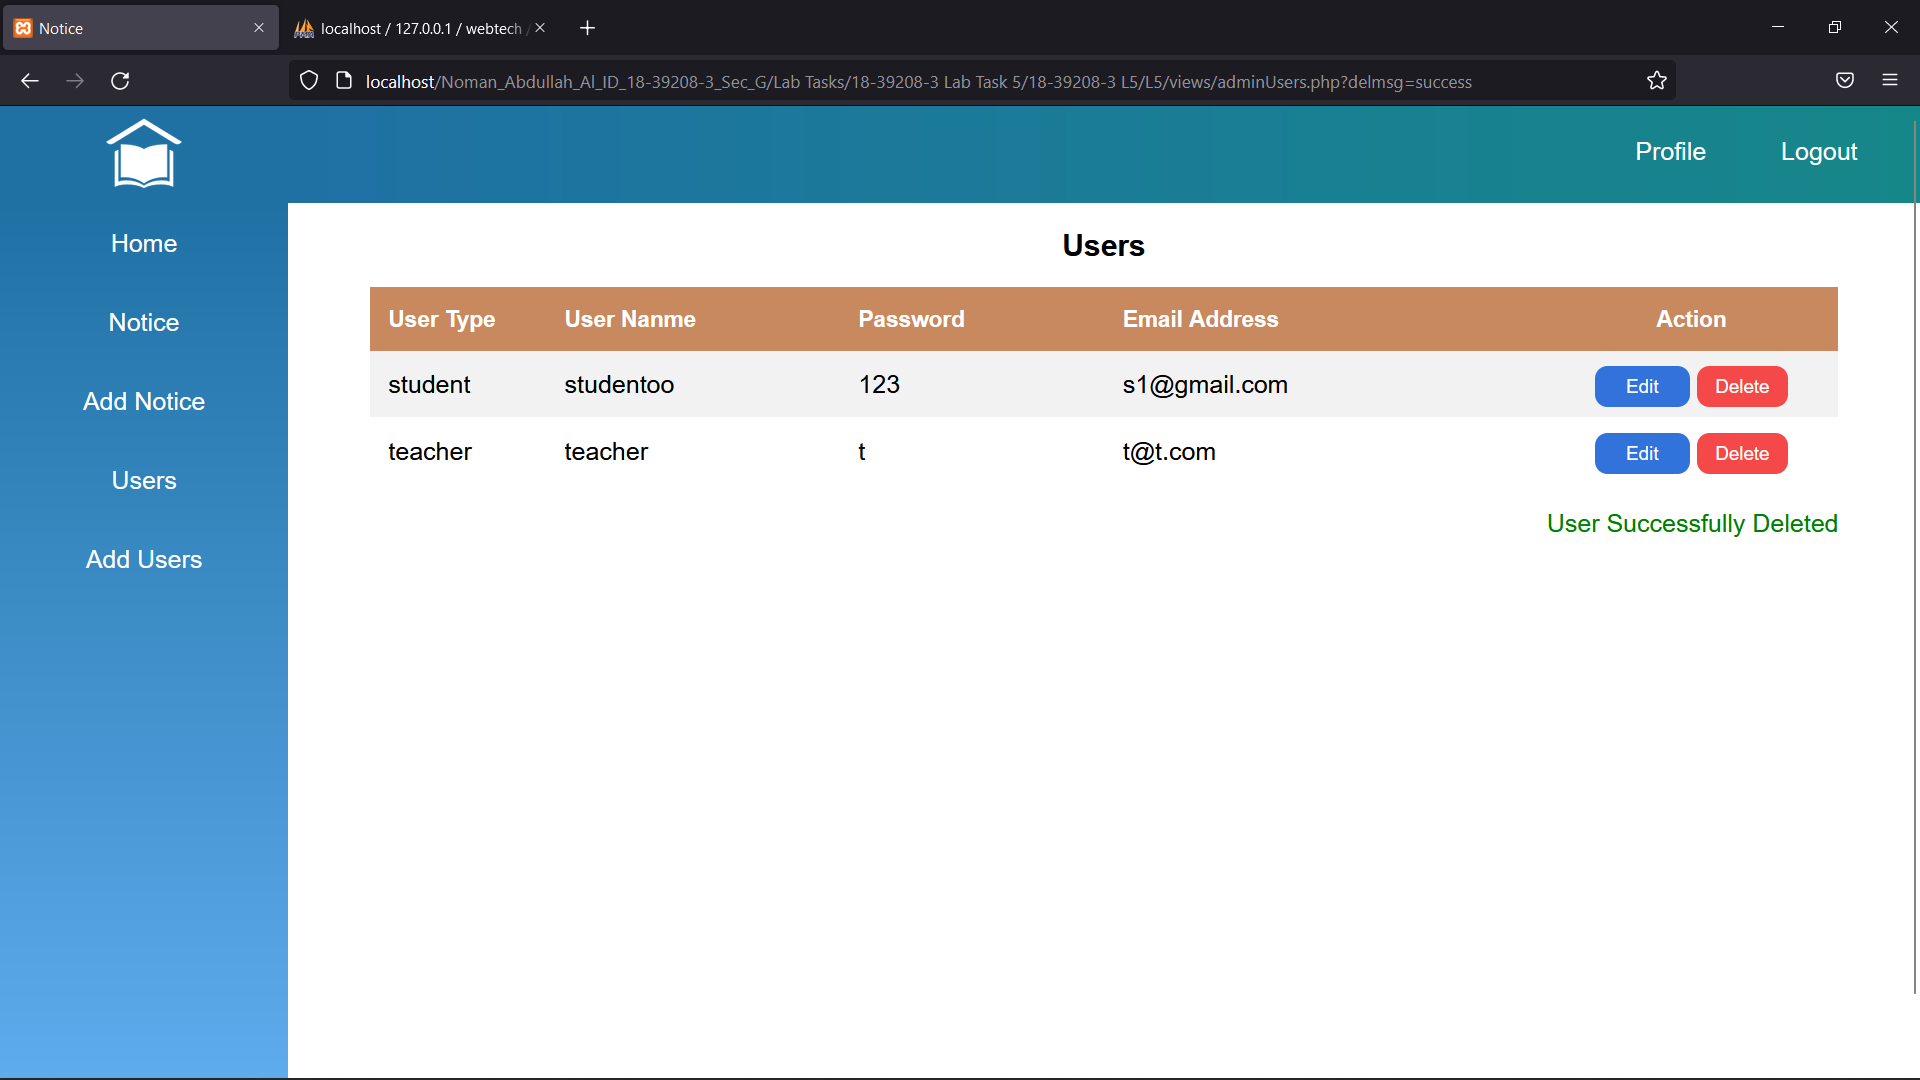 Notice
localhost / 127.0.0.1 / webtech /
localhost/Noman_Abdullah_Al_ID_18-39208-3_Sec_G/Lab Tasks/18-39208-3 Lab Task 5/18-39208-3 L5/L5/views/adminUsers.php?delmsg=success
Profile Logout
Home
Notice
Add Notice
Users
Add Users
Users
User Type User Nanme Password Email Address Action
student studentoo 123 s1@gmail.com Edit Delete
teacher teacher t t@t.com Edit Delete
User Successfully Deleted